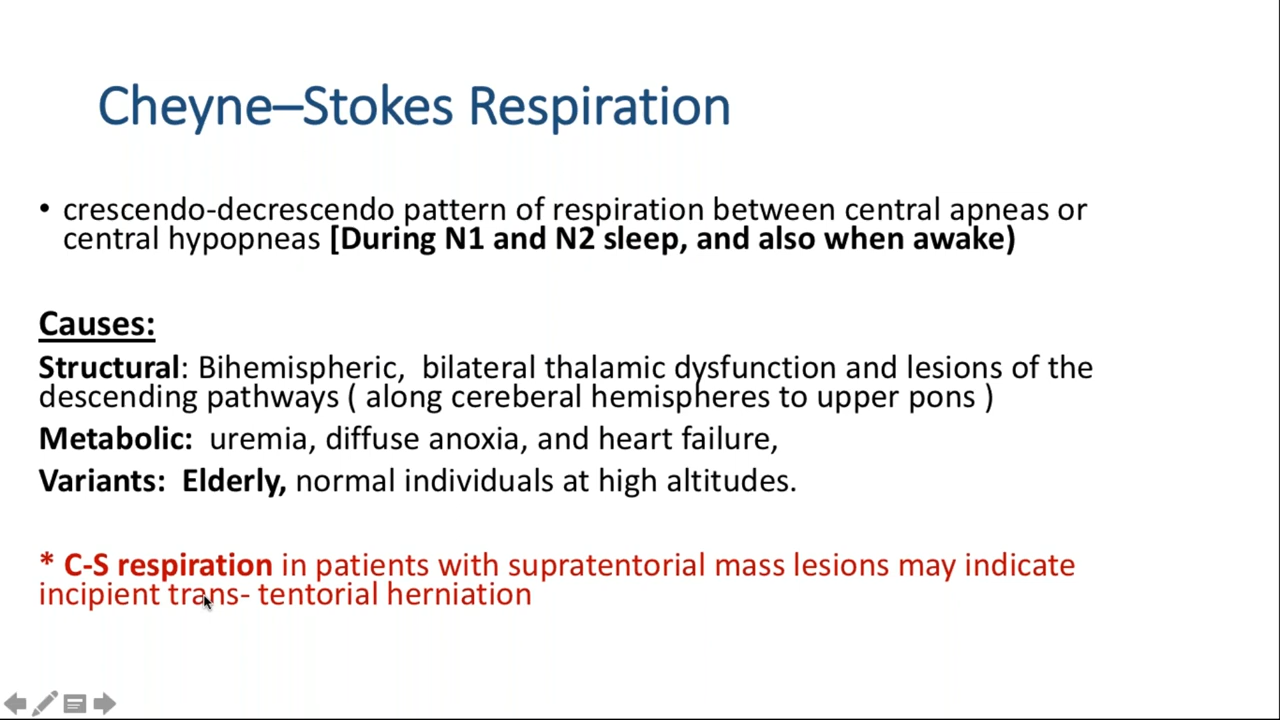 Cheyne–Stokes Respiration
• crescendo-decrescendo pattern of respiration between central apneas or
central hypopneas [During N1 and N2 sleep, and also when awake)
Causes:
Structural: Bihemispheric,  bilateral thalamic dysfunction and lesions of the
descending pathways ( along cereberal hemispheres to upper pons )
Metabolic:  uremia, diffuse anoxia, and heart failure,
Variants:  Elderly, normal individuals at high altitudes.
* C-S respiration in patients with supratentorial mass lesions may indicate
incipient trans- tentorial herniation